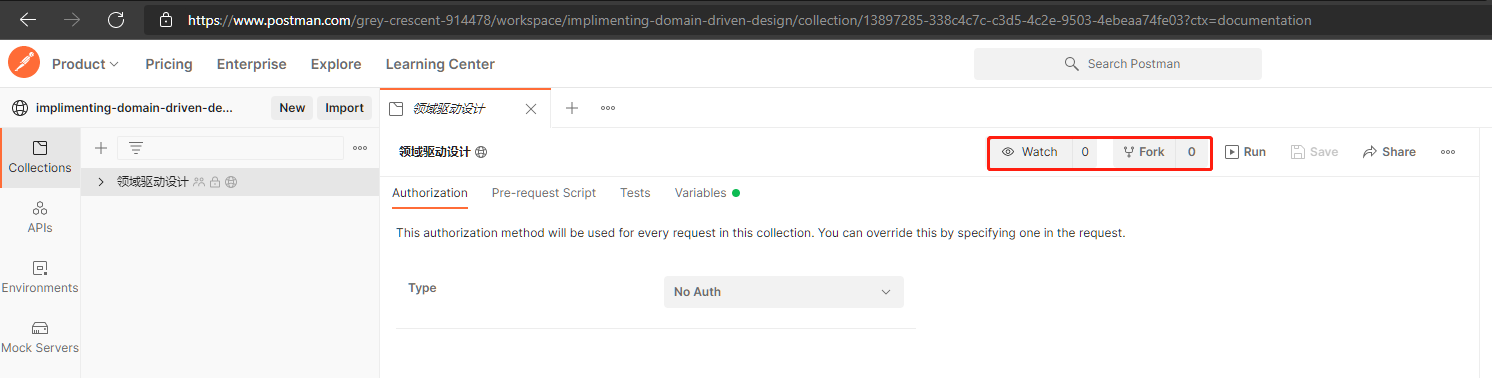 https://www.postman.com/grey-crescent-914478/workspace/implimenting-domain-driven-design/collection/13897285-338c4c7c-c3d5-4c2e-9503-4ebeaa74fe03?ctx=documentation
Product Pricing Enterprise Explore Learning Center Search Postman
implimenting-domain-driven-de... New Import 领域驱动设计
领域驱动设计 Watch 0 Fork 0 Run Save Share
Collections
领域驱动设计
Authorization Pre-request Script Tests Variables
APIs
This authorization method will be used for every request in this collection. You can override this by specifying one in the request.
Environments
Type No Auth
Mock Servers